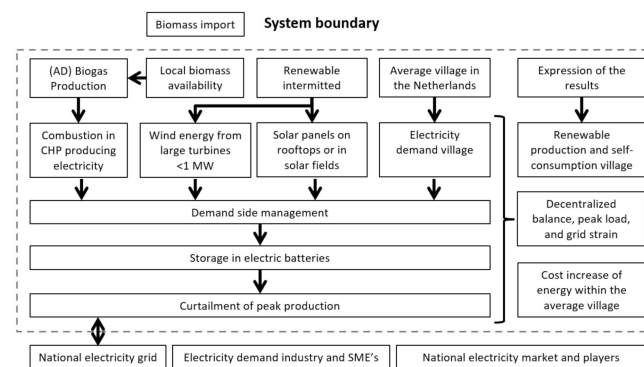 Biomass import
System boundary
(AD) Biogas
Production
Local biomass
availability
Renewable
intermitted
Average village in
the Netherlands
Expression of the
results
Combustion in
CHP producing
electricity
Wind energy from
large turbines
<1 MW
Solar panels on
rooftops or in
solar fields
Electricity
demand village
Renewable
production and self-
consumption village
Demand side management
Storage in electric batteries
Curtailment of peak production
Decentralized
balance, peak load,
and grid strain
Cost increase of
energy within the
average village
National electricity grid
Electricity demand industry and SME's
National electricity market and players